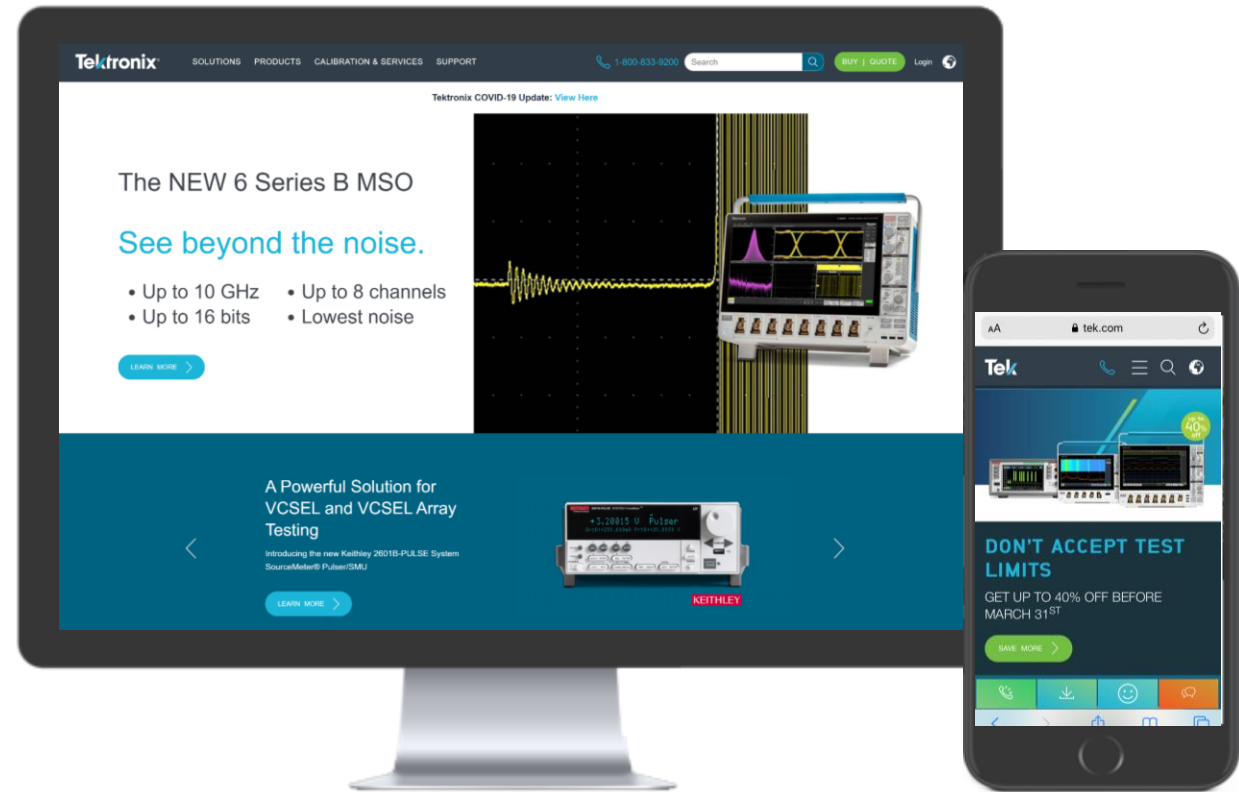 Tektronix
SOLUTIONS PRODUCTS CALIBRATION & SERVICES SUPPORT
1-800-833-9200
Search
BUY | QUOTE
Login
Tektronix COVID-19 Update: View Here
The NEW 6 Series B MSO
See beyond the noise.
• Up to 10 GHz • Up to 8 channels
• Up to 16 bits • Lowest noise
LEARN MORE
A Powerful Solution for
VCSEL and VCSEL Array
Testing
Introducing the new Keithley 2601B-PULSE System
SourceMeter® Pulser/SMU
LEARN MORE
+3.20015 V Pulser
KEITHLEY
AA
tek.com
Tek
up to
40%
off
DON'T ACCEPT TEST
LIMITS
GET UP TO 40% OFF BEFORE
MARCH 31ST
SAVE MORE